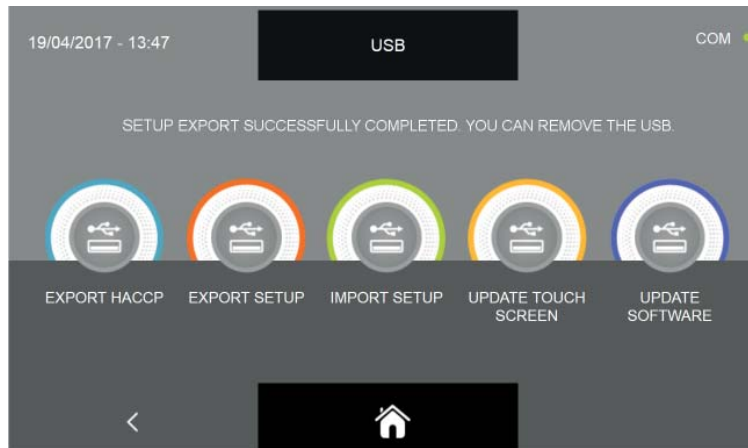 19/04/2017 - 13:47
USB
COM
SETUP EXPORT SUCCESSFULLY COMPLETED. YOU CAN REMOVE THE USB.
EXPORT HACCP
EXPORT SETUP
IMPORT SETUP
UPDATE TOUCH
SCREEN
UPDATE
SOFTWARE